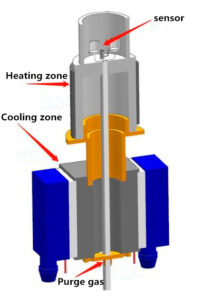 sensor
Heating zone
Cooling zone
Purge gas